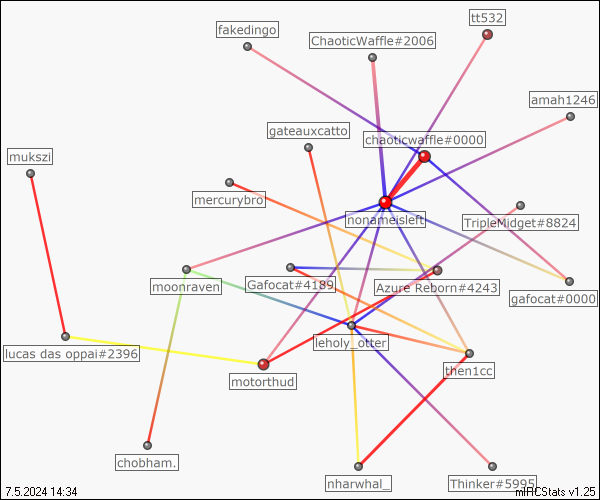 tt532
fakedingo
ChaoticWaffle#2006
amah1246
gateauxcatto
chaoticwaffle#0000
mukszi
mercurybro
nonameisleft
TripleMidget#8824
moonraven
Gafocat#4189
Azure Reborn#4243
gafocat#0000
lucas das oppai#2396
leholy_otter
motorthud
then1cc
chobham.
nharwhal_
Thinker#5995
7.5.2024 14:34
mIRCStats v1.25